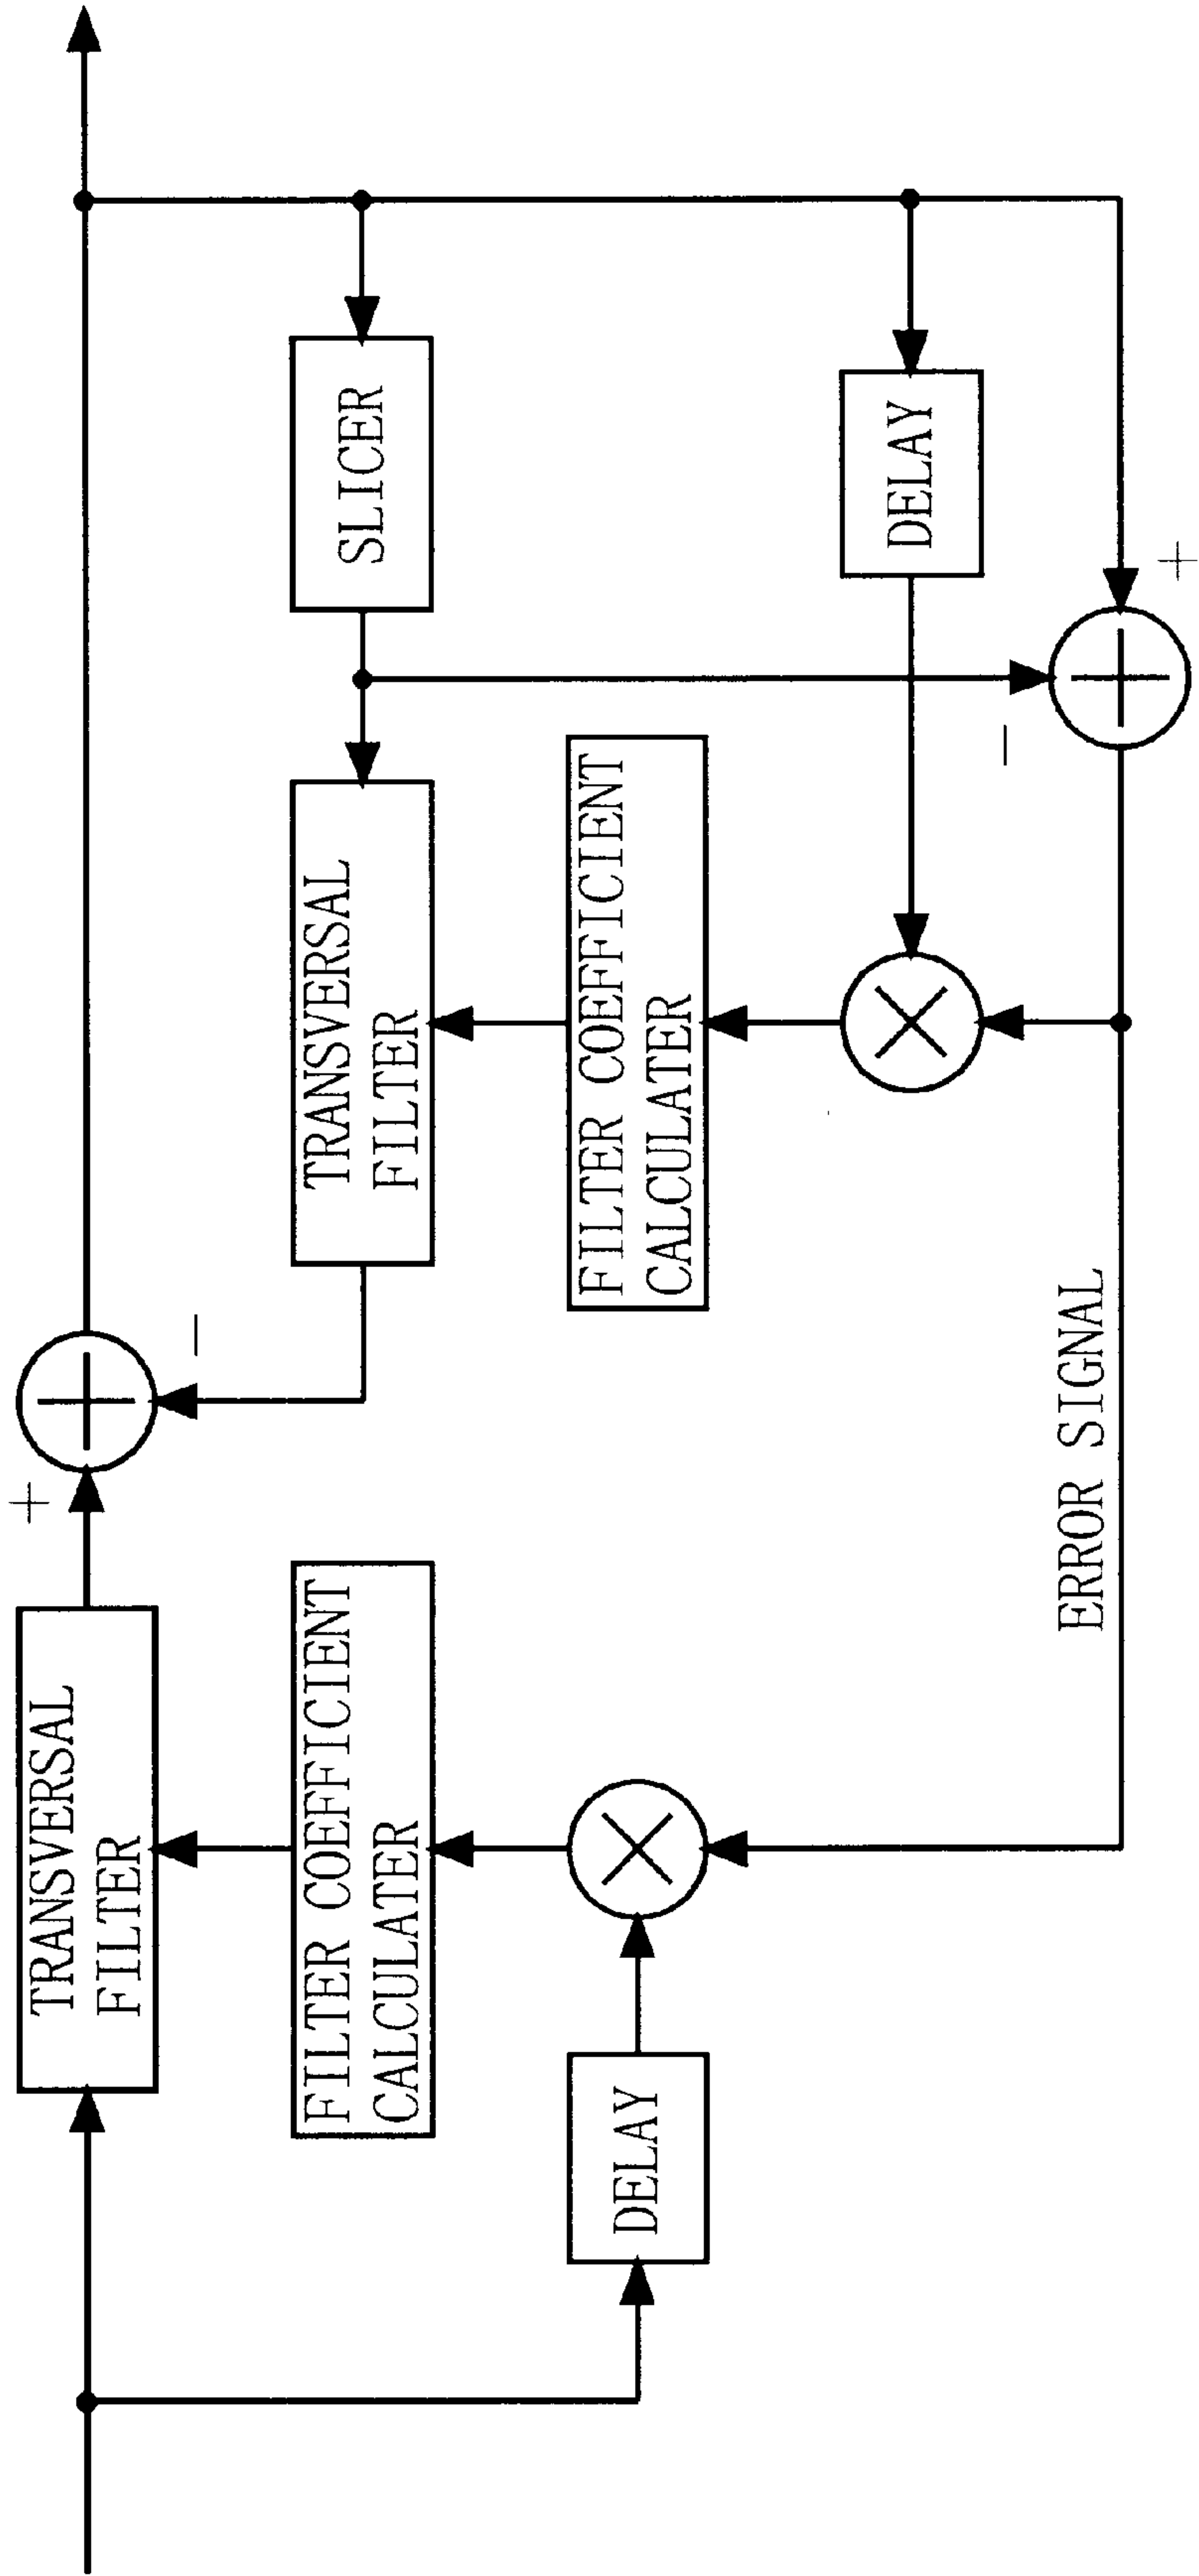 TRANSVERSAL
FILTER
+
−
FILTER COEFFICIENT
CALCULATER
TRANSVERSAL
FILTER
SLICER
DELAY
FILTER COEFFICIENT
CALCULATER
DELAY
ERROR SIGNAL
−
+